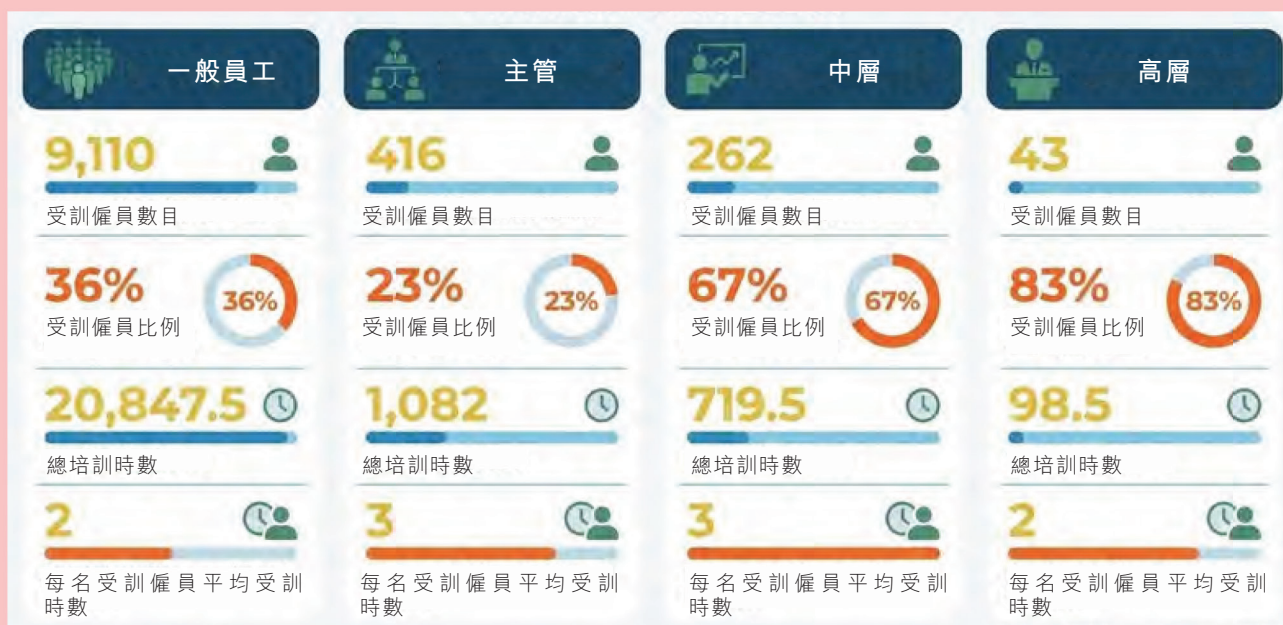 一般員工
9,110
受訓僱員數目
36%
36%
受訓僱員比例
20,847.5
總培訓時數
2
每名受訓僱員平均受訓
時數
主管
416
受訓僱員數目
23%
23%
受訓僱員比例
1,082
總培訓時數
3
每名受訓僱員平均受訓
時數
中層
262
受訓僱員數目
67%
67%
受訓僱員比例
719.5
總培訓時數
3
每名受訓僱員平均受訓
時數
高層
43
受訓僱員數目
83%
83%
受訓僱員比例
98.5
總培訓時數
2
每名受訓僱員平均受訓
時數